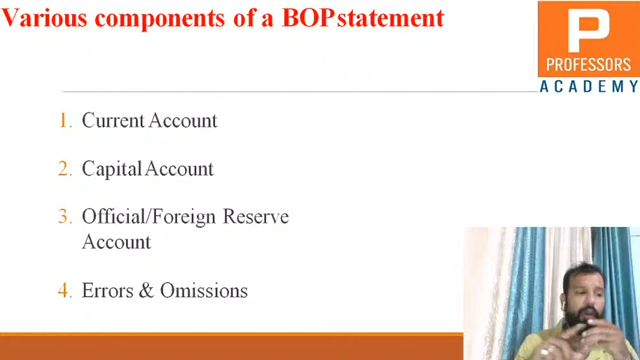 Various components of a BOP statement
P
PROFESSORS
ACADEMY
1. Current Account
2. Capital Account
3. Official/Foreign Reserve
Account
4. Errors & Omissions